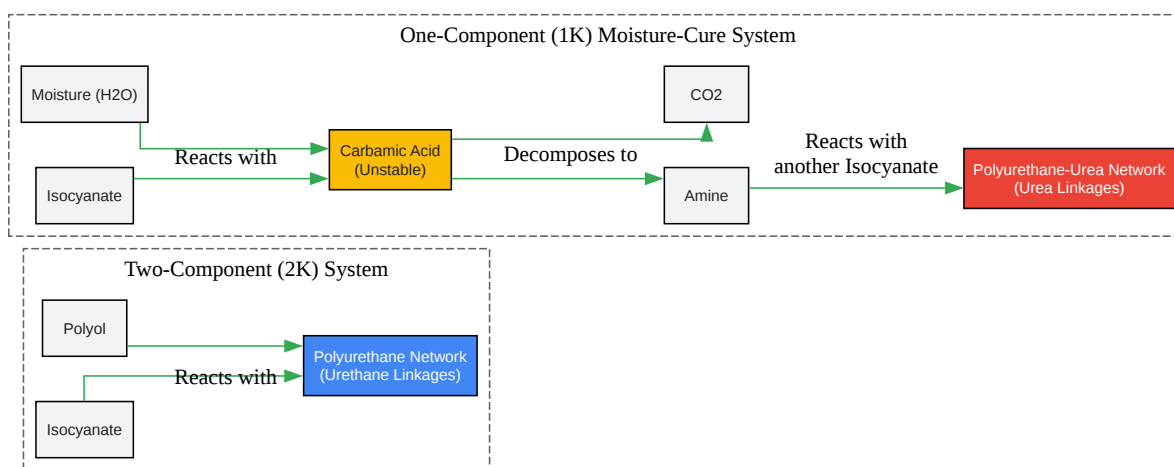 One-Component (1K) Moisture-Cure System
Moisture (H2O)
Isocyanate
Reacts with
Carbamic Acid
(Unstable)
Decomposes to
CO2
Amine
Reacts with
another Isocyanate
Polyurethane-Urea Network
(Urea Linkages)
Two-Component (2K) System
Polyol
Isocyanate
Reacts with
Polyurethane Network
(Urethane Linkages)